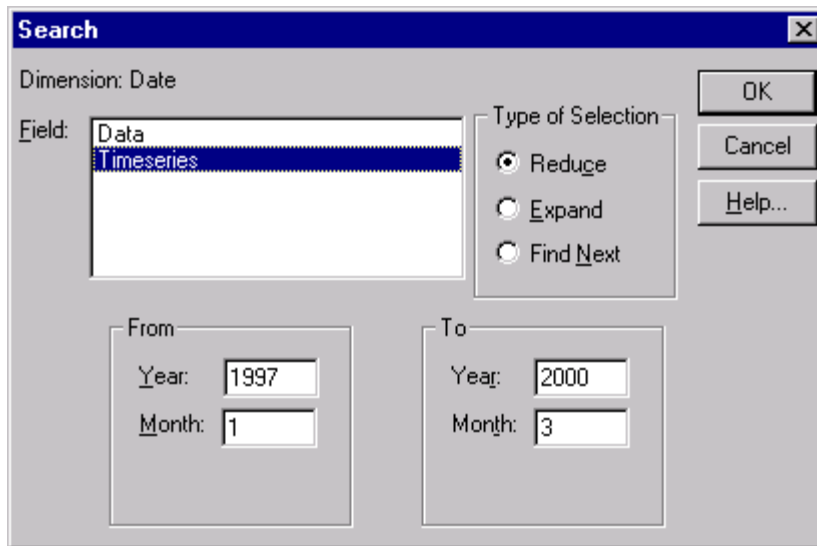 Search
Dimension: Date
Field:
Data
Timeseries
Type of Selection
Reduce
Expand
Find Next
OK
Cancel
Help...
From
Year: 1997
Month: 1
To
Year: 2000
Month: 3